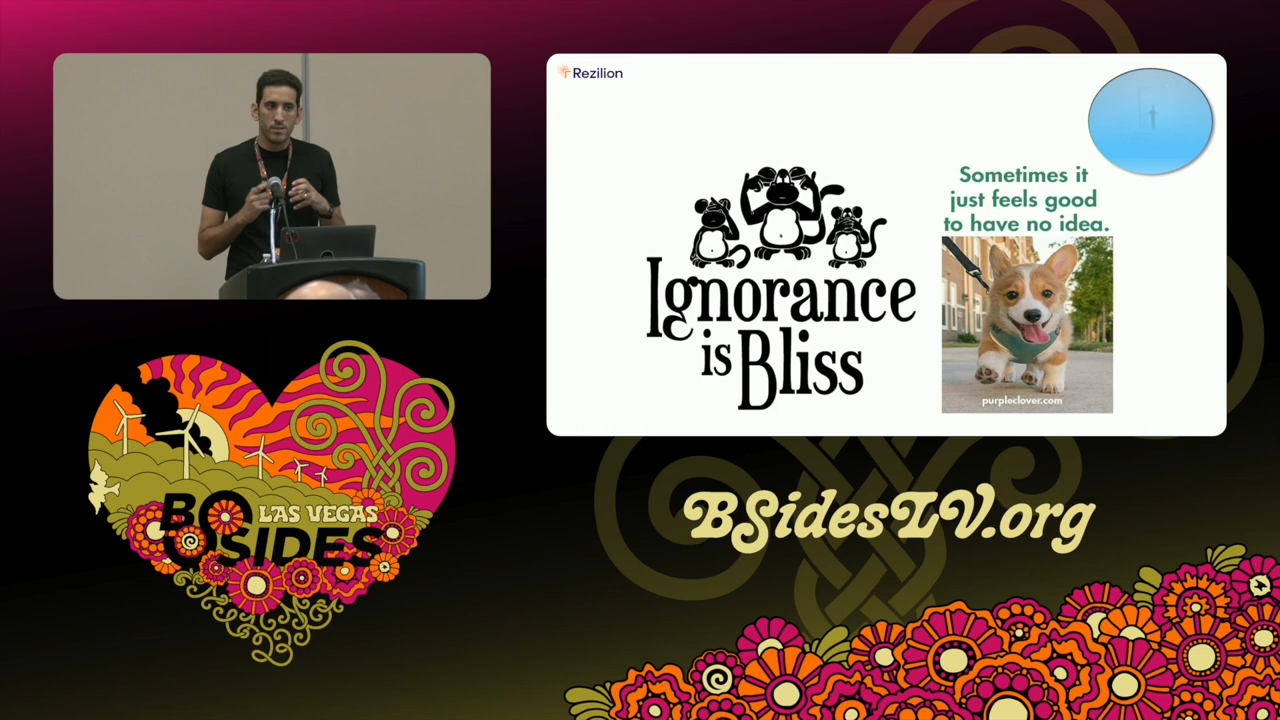 Rezilion
Sometimes it
just feels good
to have no idea.
Ignorance
is Bliss
purpleclover.com
LAS VEGAS
BSIDES
23
BSidesLV.org